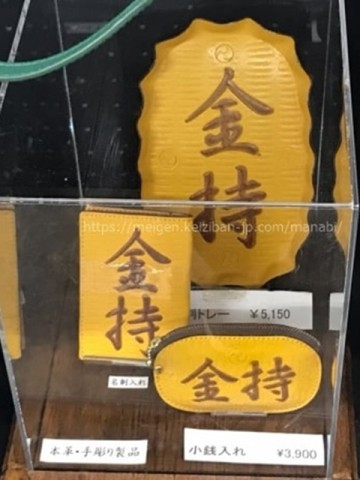 金持
https://meigen.keiziban-jp.com/manabi/
トレー ¥5,150
金持
名刺入れ
金持
本革・手彫り製品
小銭入れ ¥3,900